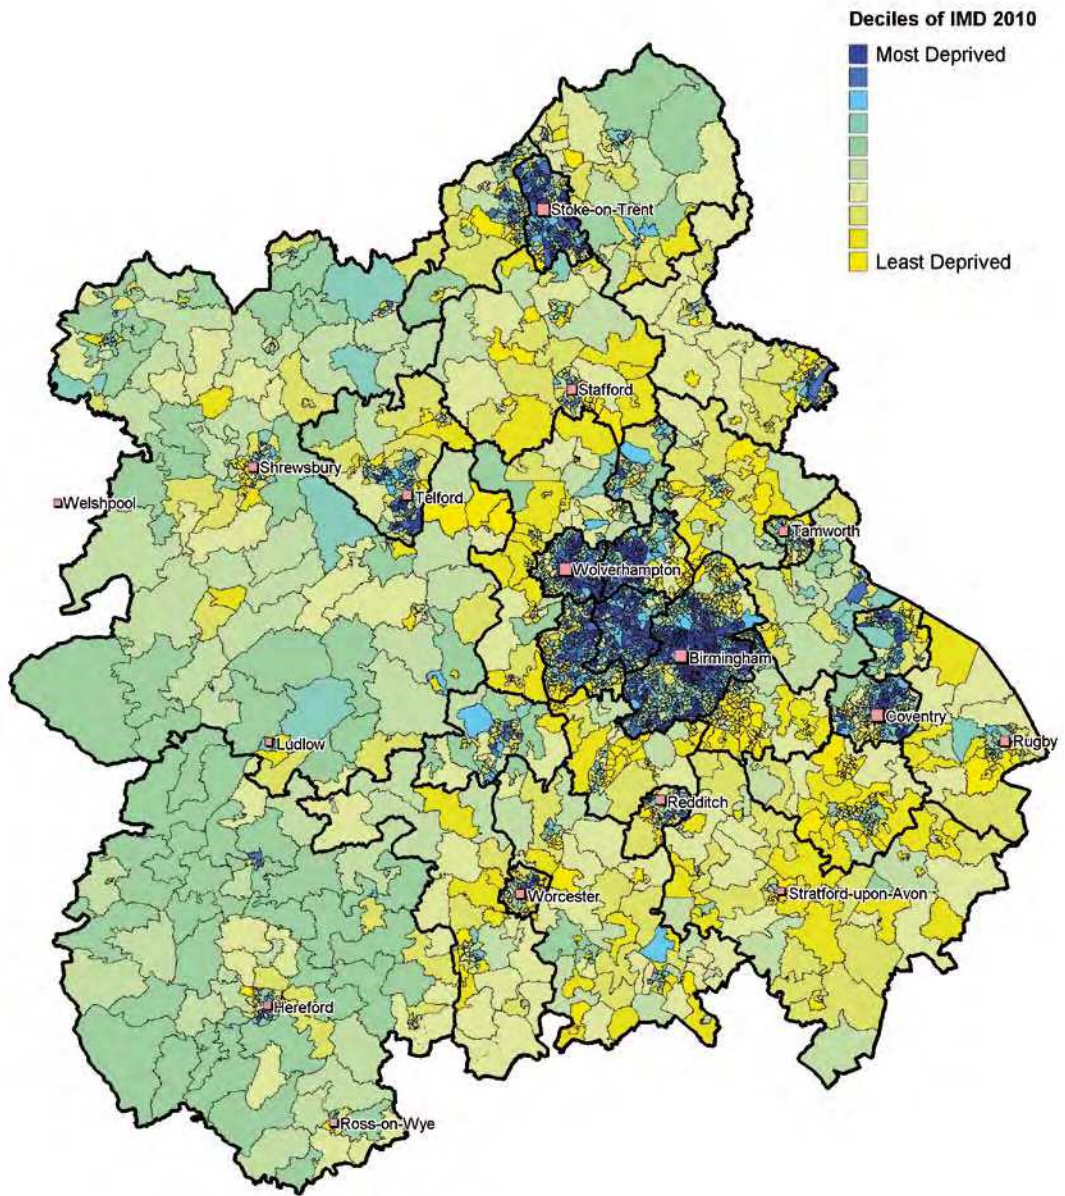 Deciles of IMD 2010
Most Deprived
Least Deprived
Stoke-on-Trent
Stafford
Shrewsbury
Welshpool
Telford
Tamworth
Wolverhampton
Birmingham
Coventry
Rugby
Ludlow
Redditch
Worcester
Stratford-upon-Avon
Hereford
Ross-on-Wye